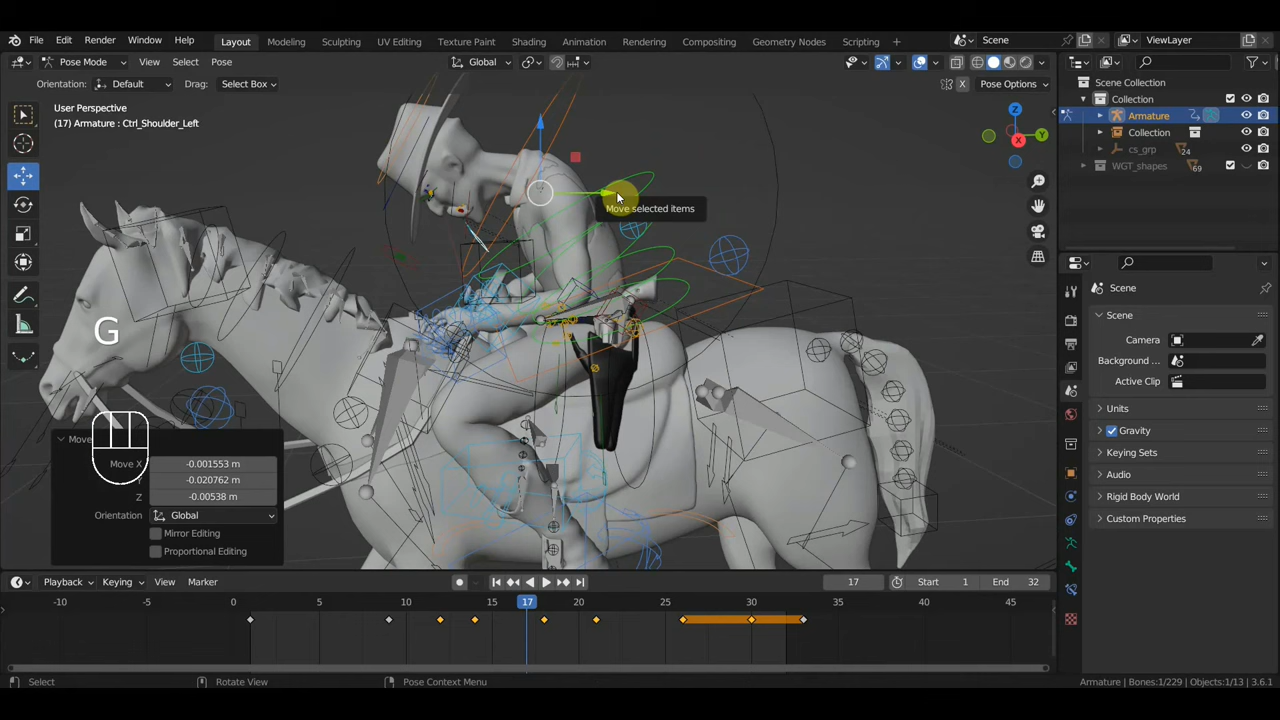 File Edit Render Window Help Layout Modeling Sculpting UV Editing Texture Paint Shading Animation Rendering Compositing Geometry Nodes Scripting + Scene ViewLayer
Pose Mode View Select Pose Global
Orientation: Default Drag: Select Box X Pose Options
User Perspective
(17) Armature : Ctrl_Shoulder_Left
Z
Y
X
Move selected items
G
Move
Move X -0.001553 m
Y -0.020762 m
Z -0.00538 m
Orientation Global
Mirror Editing
Proportional Editing
Scene Collection
Collection
Armature
Collection
cs_grp 24
WGT_shapes 69
Scene
Scene
Camera
Background ...
Active Clip
Units
Gravity
Keying Sets
Audio
Rigid Body World
Custom Properties
Playback Keying View Marker 17 Start 1 End 32
-10 -5 0 5 10 15 17 20 25 30 35 40 45
Select Rotate View Pose Context Menu Armature | Bones:1/229 | Objects:1/13 | 3.6.1